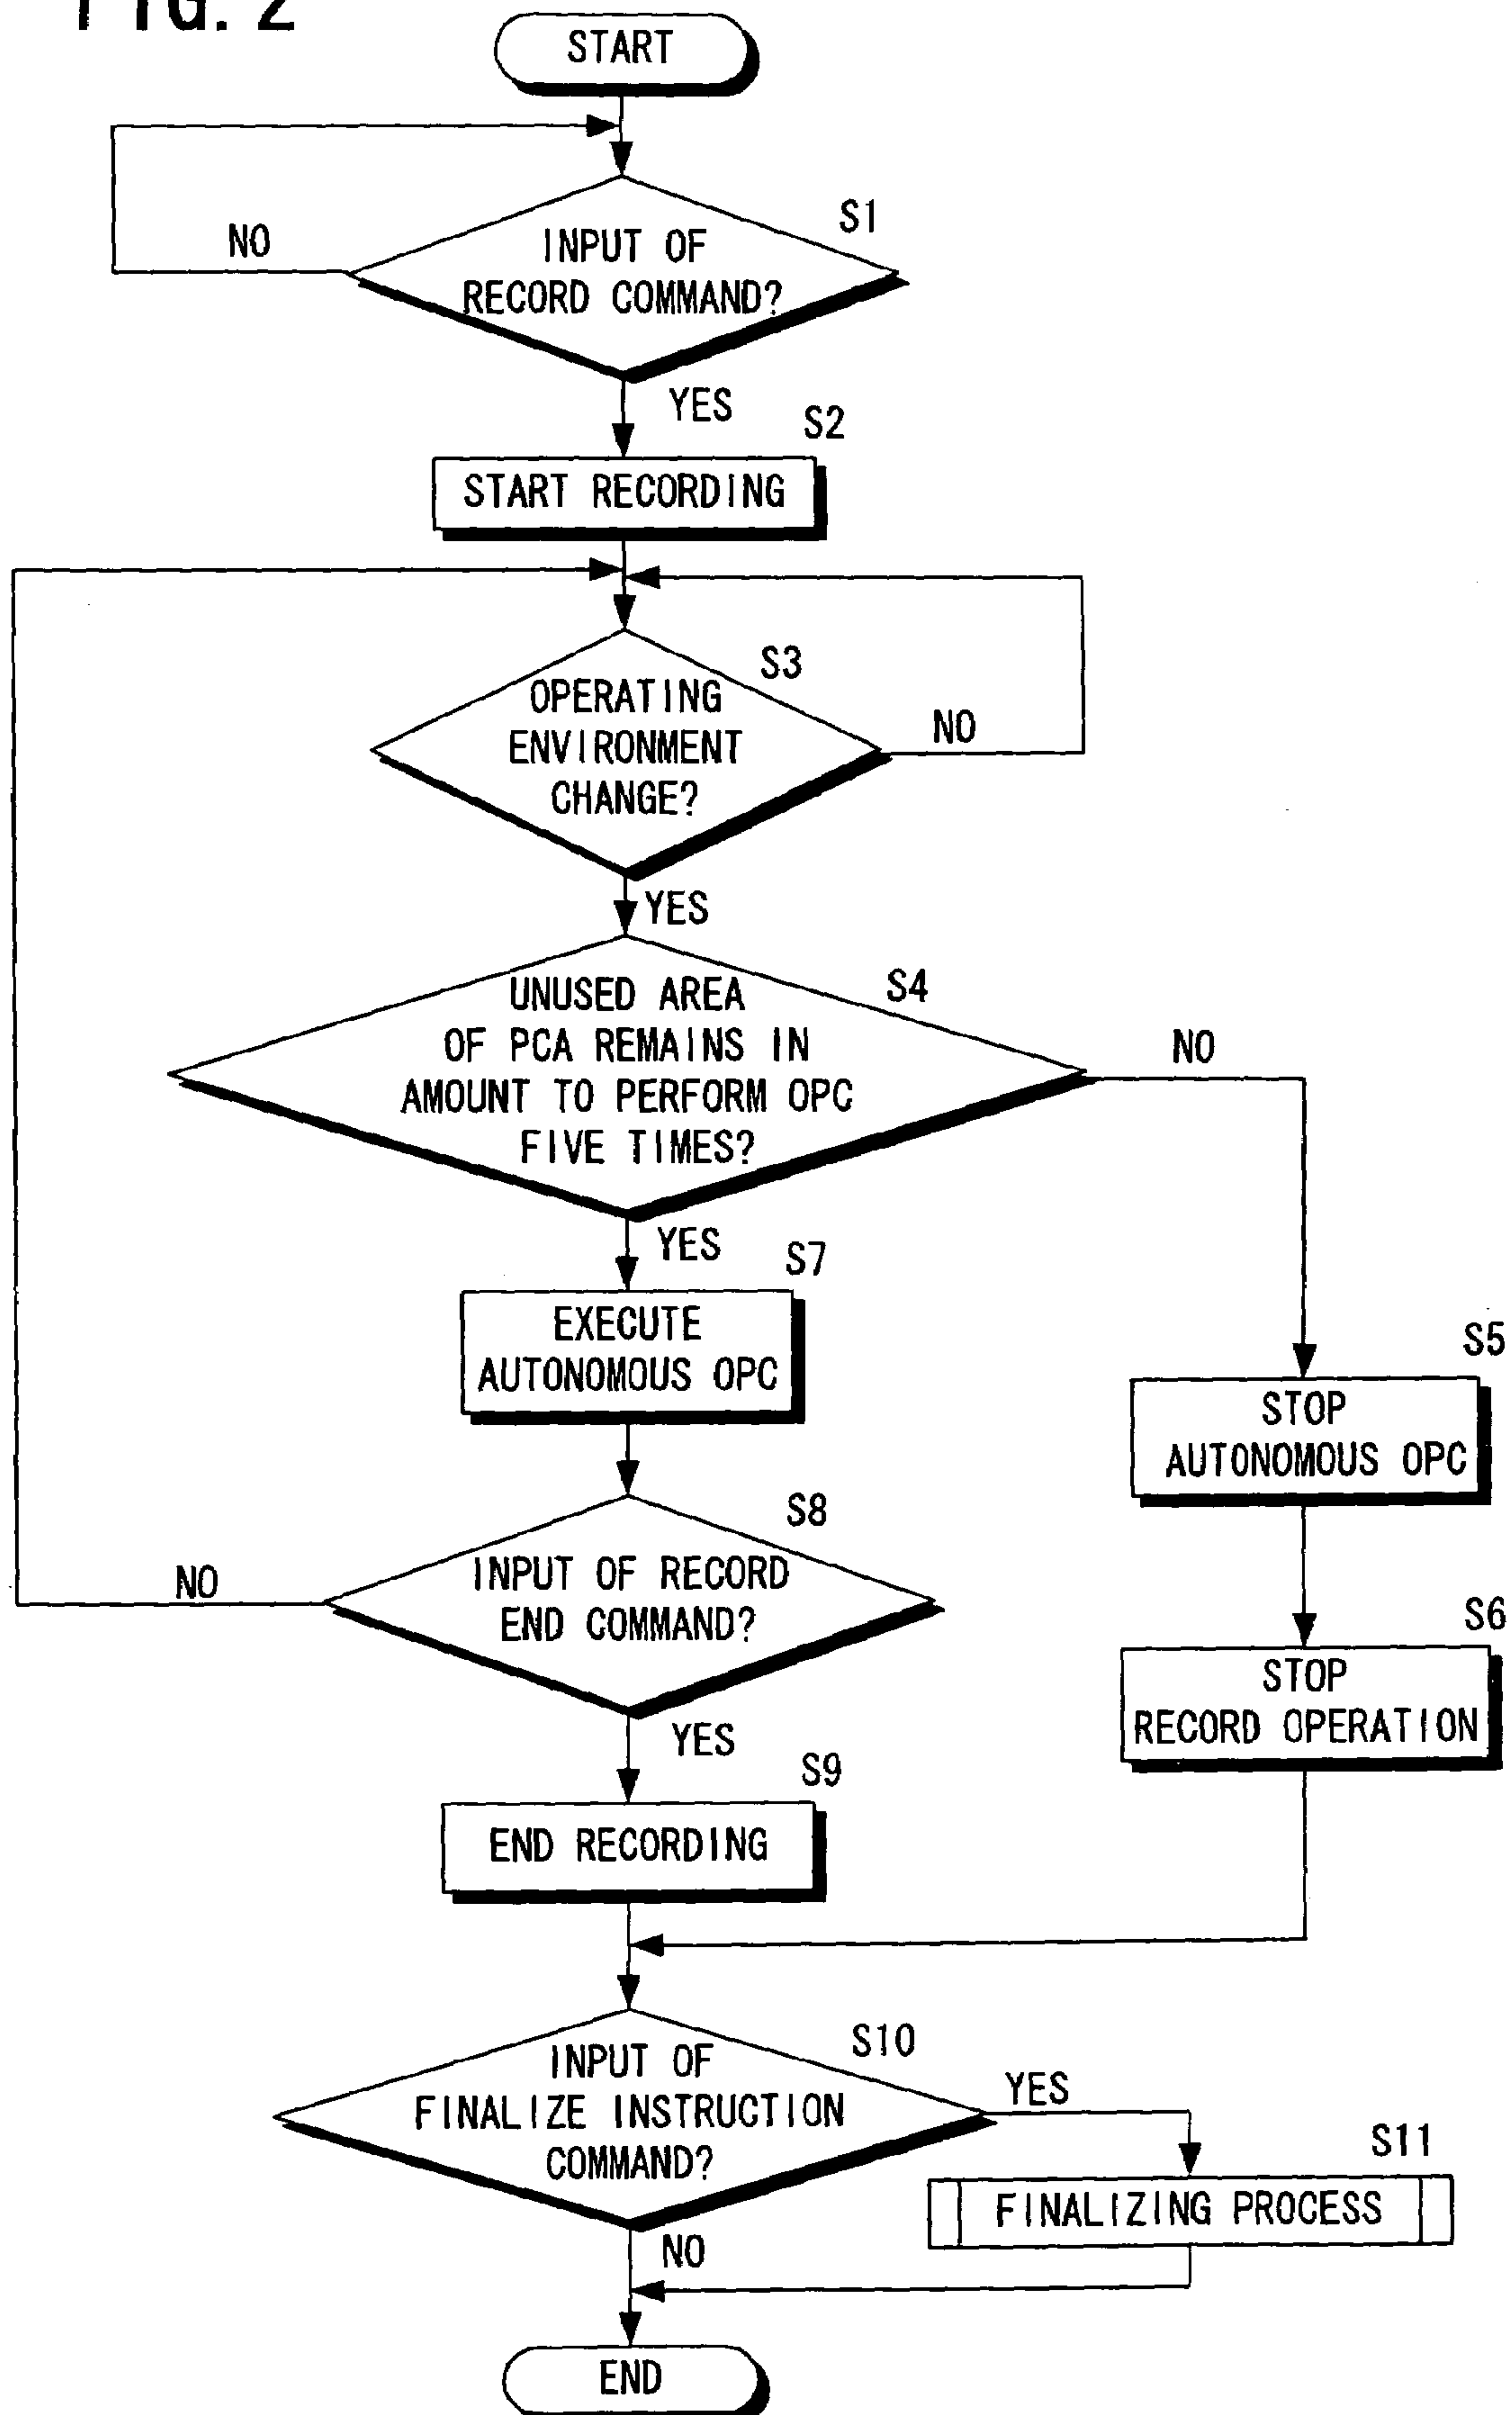 FIG. 2
START
S1
NO
INPUT OF
RECORD COMMAND?
YES
S2
START RECORDING
S3
OPERATING
ENVIRONMENT
CHANGE?
NO
YES
S4
UNUSED AREA
OF PCA REMAINS IN
AMOUNT TO PERFORM OPC
FIVE TIMES?
NO
YES
S7
EXECUTE
AUTONOMOUS OPC
S5
STOP
AUTONOMOUS OPC
S8
NO
INPUT OF RECORD
END COMMAND?
S6
STOP
RECORD OPERATION
YES
S9
END RECORDING
S10
INPUT OF
FINALIZE INSTRUCTION
COMMAND?
YES
S11
FINALIZING PROCESS
NO
END